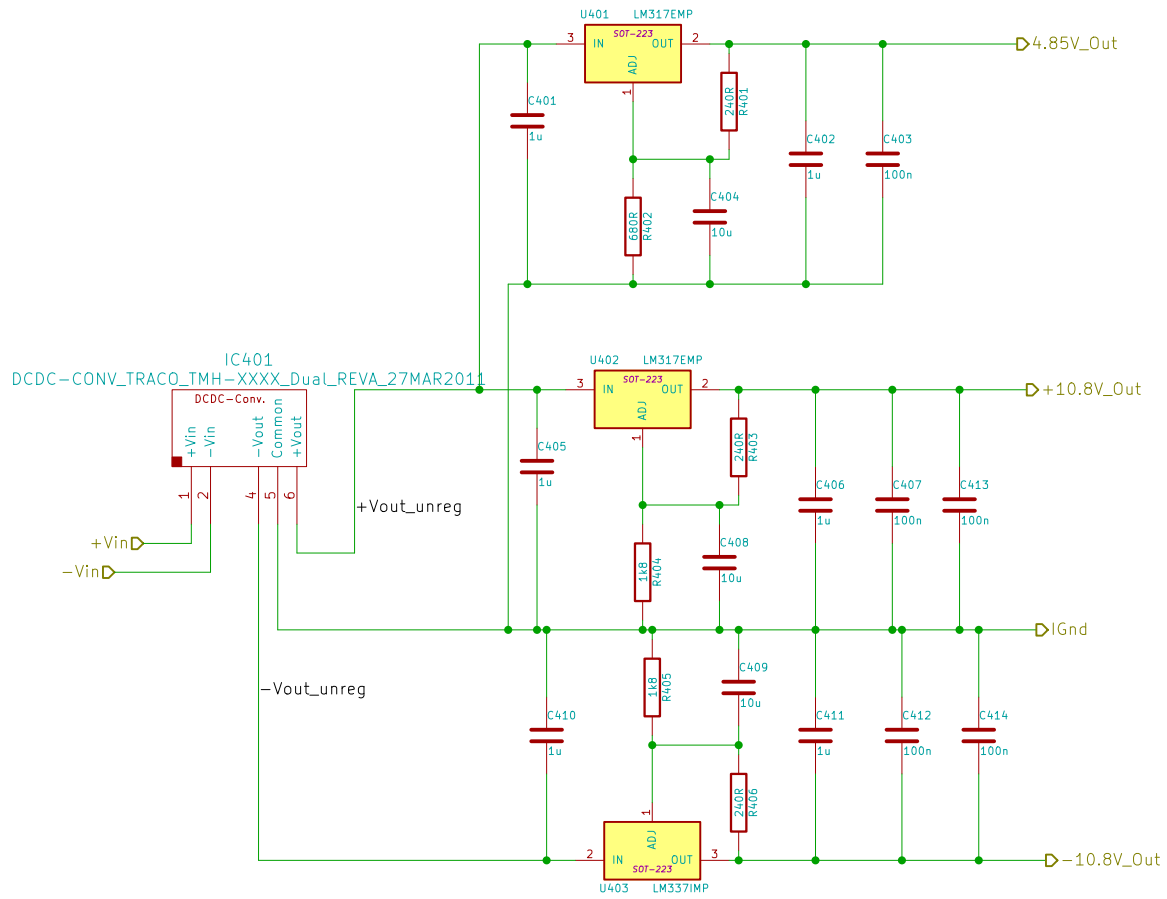 U401 LM317EMP
SOT-223
3 IN OUT 2
ADJ
1
4.85V_Out
C401
1u
240R
R401
C402
1u
C403
100n
680R
R402
C404
10u
IC401
DCDC-CONV_TRACO_TMH-XXXX_Dual_REVA_27MAR2011
DCDC-Conv.
+Vin
-Vin
-Vout
Common
+Vout
1
2
4
5
6
+Vin
-Vin
+Vout_unreg
-Vout_unreg
U402 LM317EMP
SOT-223
3 IN OUT 2
ADJ
1
+10.8V_Out
C405
1u
240R
R403
C406
1u
C407
100n
C413
100n
1k8
R404
C408
10u
IGnd
1k8
R405
C409
10u
C410
1u
C411
1u
C412
100n
C414
100n
240R
R406
1
ADJ
2 IN OUT 3
SOT-223
U403 LM337IMP
-10.8V_Out